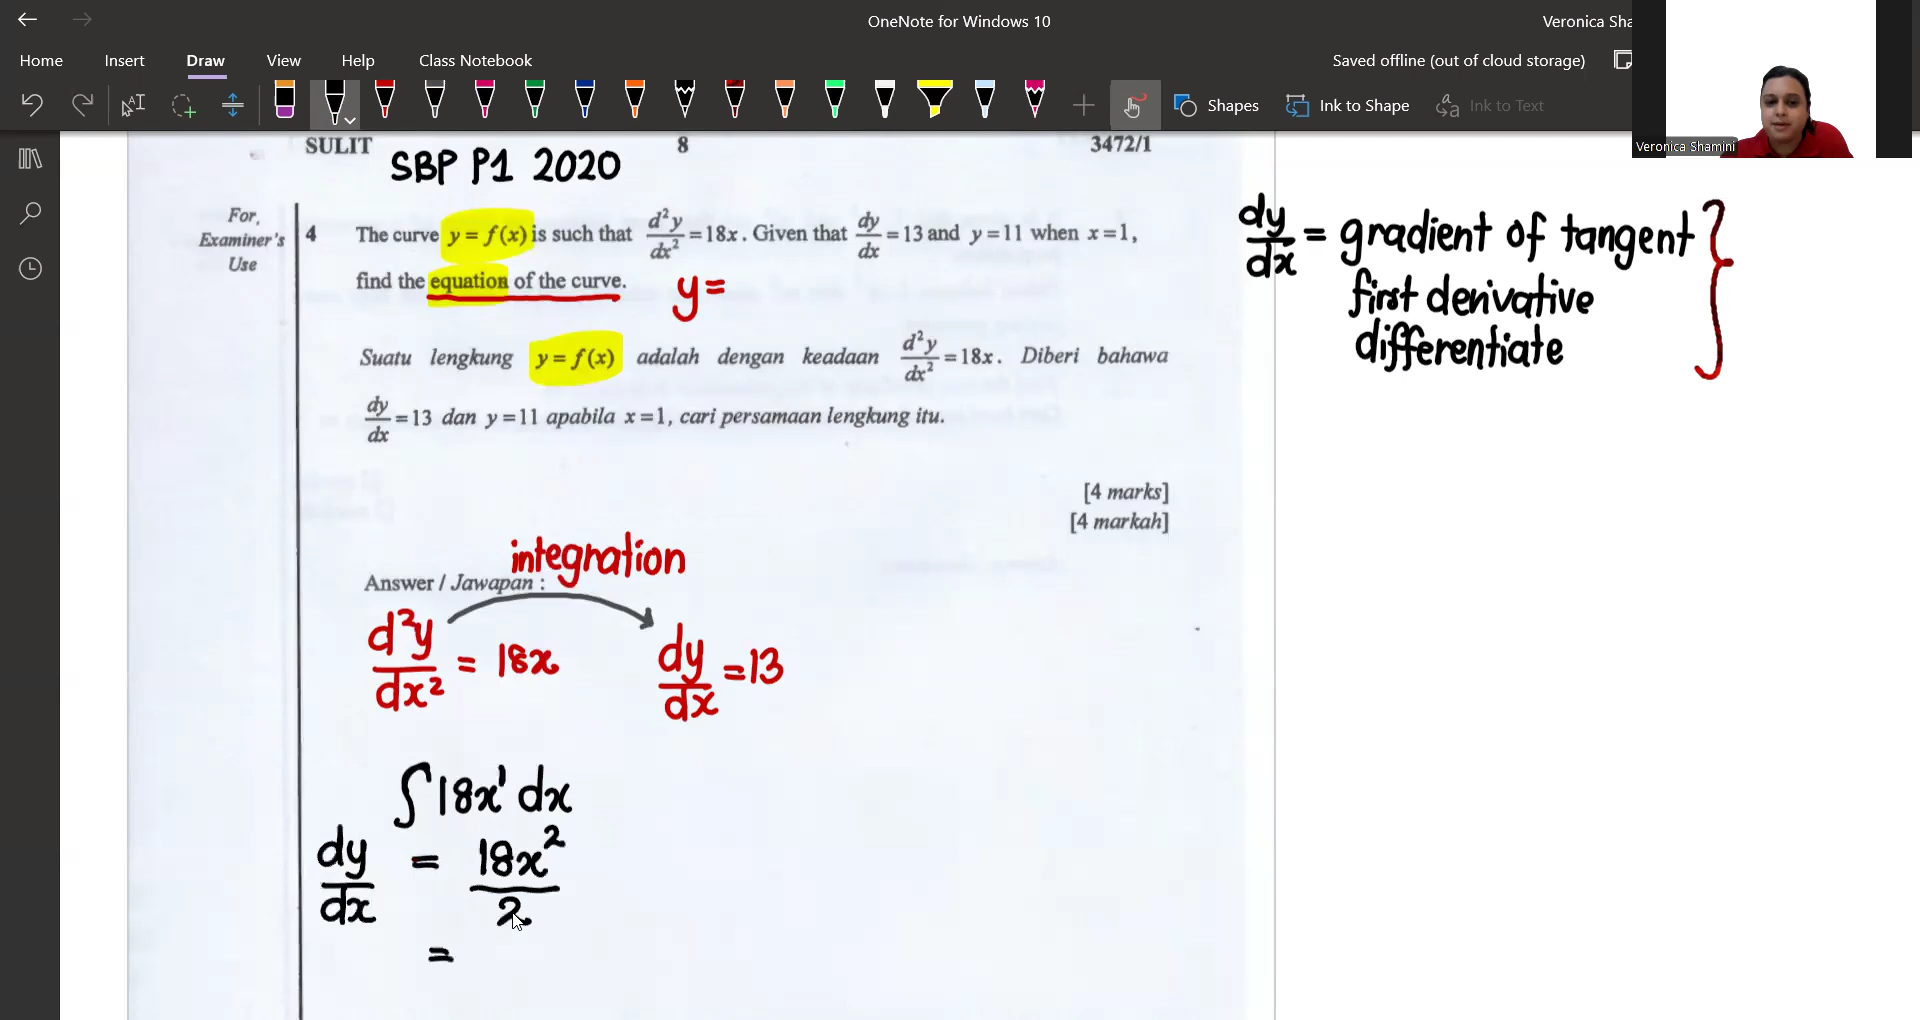 OneNote for Windows 10
Veronica Sha
Home Insert Draw View Help Class Notebook
Saved offline (out of cloud storage)
Shapes Ink to Shape Ink to Text
Veronica Shamini
SULIT 8 3472/1
SBP P1 2020
For,
Examiner's
Use
4 The curve y = f(x) is such that d²y/dx² = 18x. Given that dy/dx = 13 and y = 11 when x = 1,
find the equation of the curve.
y =
Suatu lengkung y = f(x) adalah dengan keadaan d²y/dx² = 18x. Diberi bahawa
dy/dx = 13 dan y = 11 apabila x = 1, cari persamaan lengkung itu.
[4 marks]
[4 markah]
dy/dx = gradient of tangent
first derivative
differentiate
integration
Answer / Jawapan :
d²y/dx² = 18x dy/dx = 13
∫18x¹ dx
dy/dx = 18x²/2
=